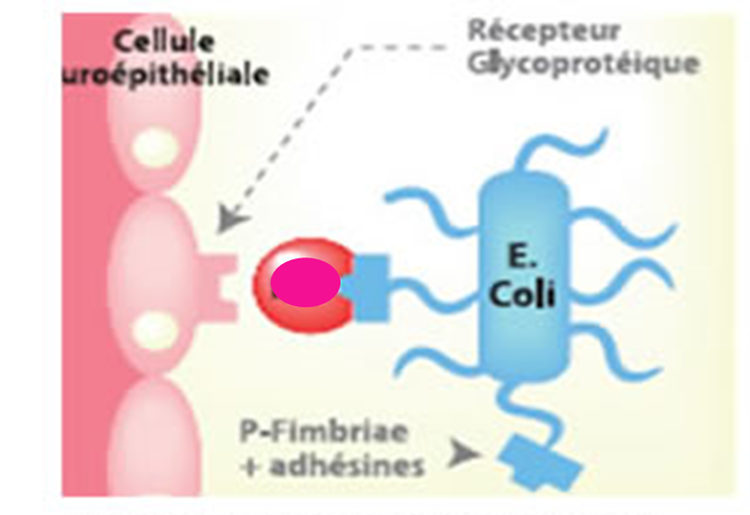 Cellule
uroépithéliale
Récepteur
Glycoprotéique
E.
Coli
P-Fimbriae
+ adhésines